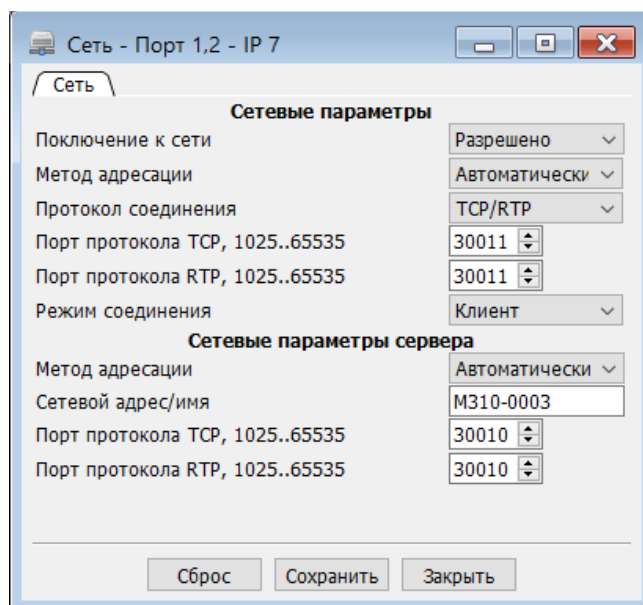 Сеть - Порт 1,2 - IP 7
Сеть
Сетевые параметры
Поключение к сети Разрешено
Метод адресации Автоматически
Протокол соединения TCP/RTP
Порт протокола TCP, 1025..65535 30011
Порт протокола RTP, 1025..65535 30011
Режим соединения Клиент
Сетевые параметры сервера
Метод адресации Автоматически
Сетевой адрес/имя М310-0003
Порт протокола TCP, 1025..65535 30010
Порт протокола RTP, 1025..65535 30010
Сброс Сохранить Закрыть